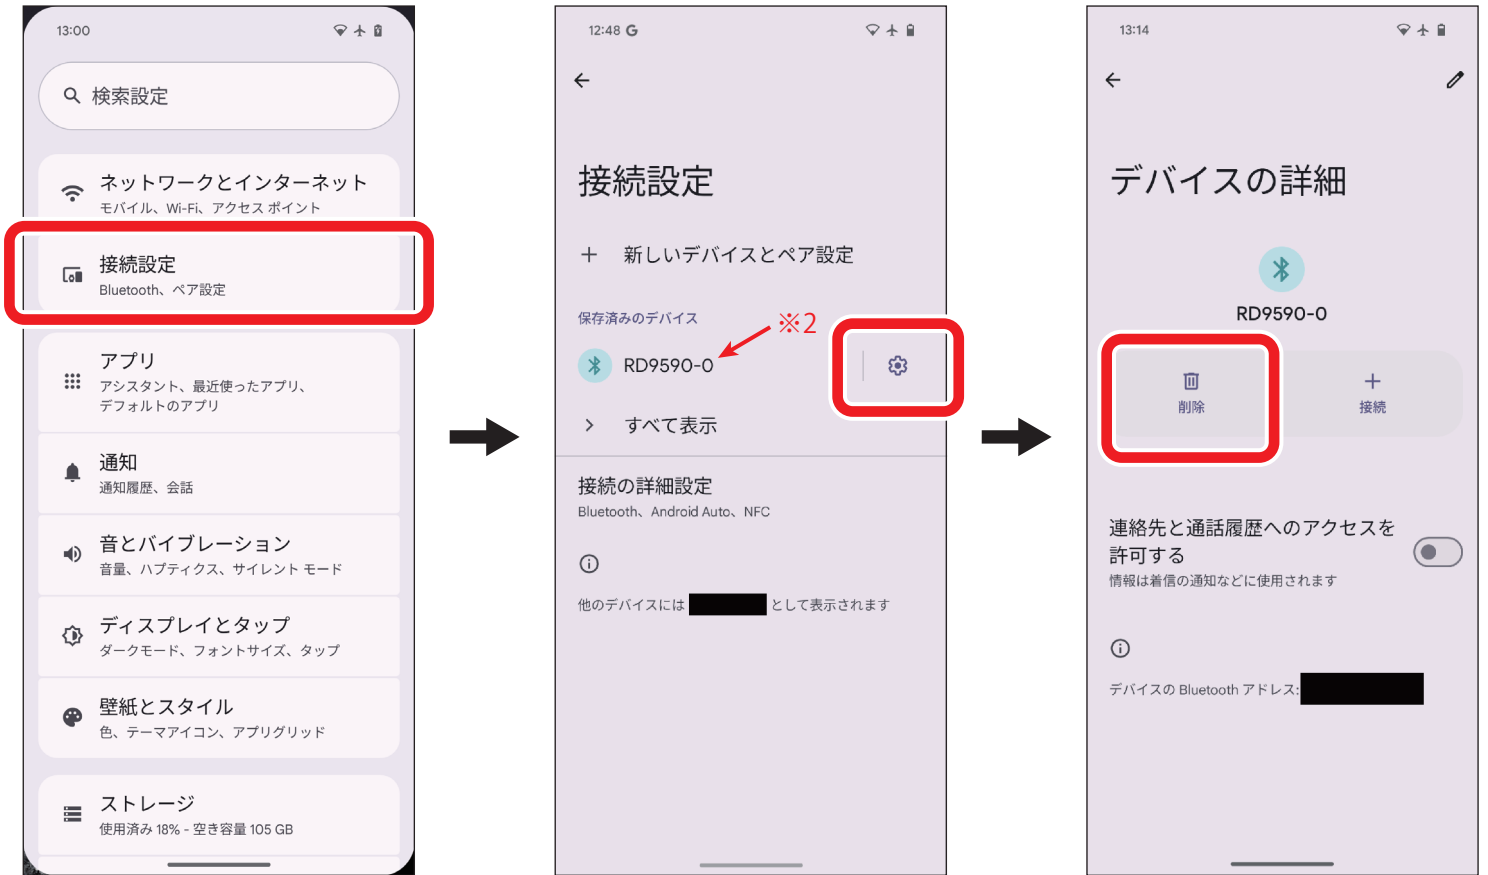 13:00
検索設定
ネットワークとインターネット
モバイル、Wi-Fi、アクセス ポイント
接続設定
Bluetooth、ペア設定
アプリ
アシスタント、最近使ったアプリ、
デフォルトのアプリ
通知
通知履歴、会話
音とバイブレーション
音量、ハプティクス、サイレント モード
ディスプレイとタップ
ダークモード、フォントサイズ、タップ
壁紙とスタイル
色、テーマアイコン、アプリグリッド
ストレージ
使用済み 18% - 空き容量 105 GB
12:48 G
接続設定
新しいデバイスとペア設定
保存済みのデバイス
※2
RD9590-0
すべて表示
接続の詳細設定
Bluetooth、Android Auto、NFC
他のデバイスには として表示されます
13:14
デバイスの詳細
RD9590-0
削除
接続
連絡先と通話履歴へのアクセスを
許可する
情報は着信の通知などに使用されます
デバイスの Bluetooth アドレス: